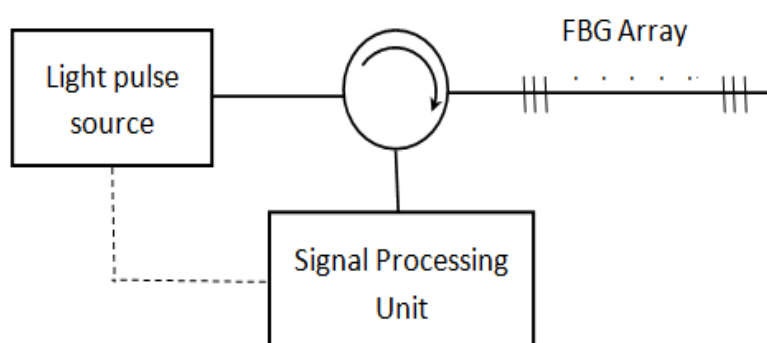 FBG Array
Light pulse
source
Signal Processing
Unit